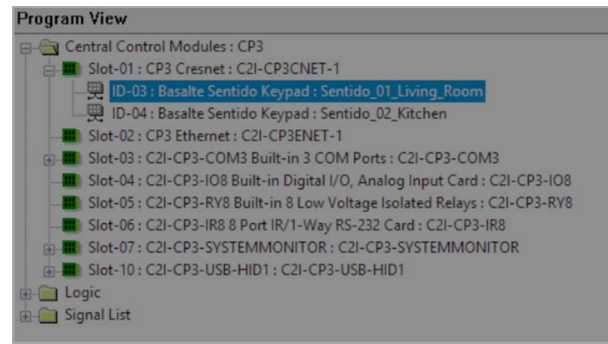 Program View
Central Control Modules : CP3
Slot-01 : CP3 Cresnet : C2I-CP3CNET-1
ID-03 : Basalte Sentido Keypad : Sentido_01_Living_Room
ID-04 : Basalte Sentido Keypad : Sentido_02_Kitchen
Slot-02 : CP3 Ethernet : C2I-CP3ENET-1
Slot-03 : C2I-CP3-COM3 Built-in 3 COM Ports : C2I-CP3-COM3
Slot-04 : C2I-CP3-IO8 Built-in Digital I/O, Analog Input Card : C2I-CP3-IO8
Slot-05 : C2I-CP3-RY8 Built-in 8 Low Voltage Isolated Relays : C2I-CP3-RY8
Slot-06 : C2I-CP3-IR8 8 Port IR/1-Way RS-232 Card : C2I-CP3-IR8
Slot-07 : C2I-CP3-SYSTEMMONITOR : C2I-CP3-SYSTEMMONITOR
Slot-10 : C2I-CP3-USB-HID1 : C2I-CP3-USB-HID1
Logic
Signal List